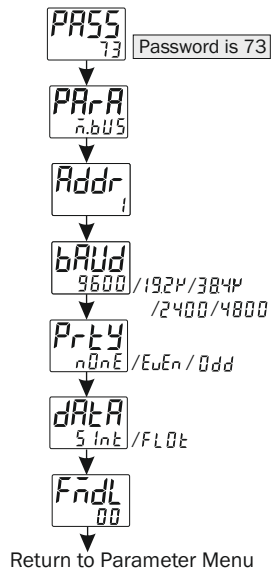 PASS
73
Password is 73
PArA
m.bUS
Addr
1
bAUd
9600 /19.2K/38.4K
/2400/4800
PrtY
nOnE /EvEn/Odd
dAtA
S Int /FLOt
FmdL
00
Return to Parameter Menu